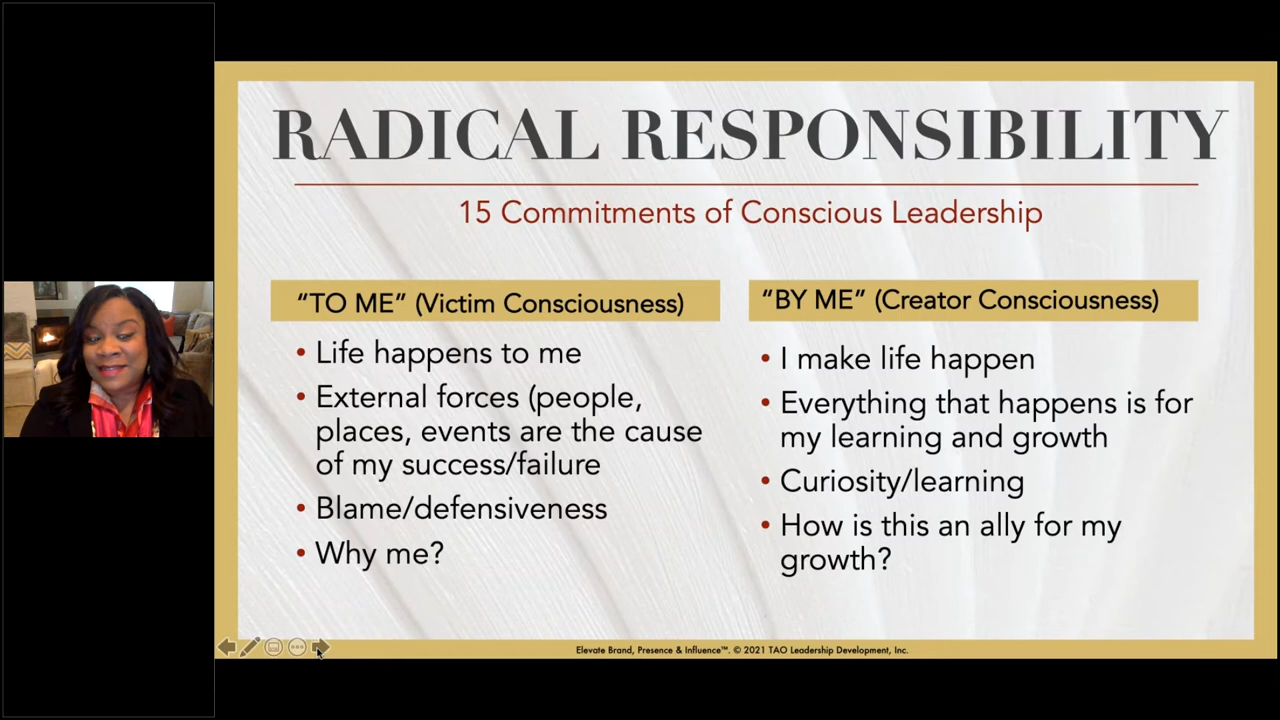 RADICAL RESPONSIBILITY
15 Commitments of Conscious Leadership
“TO ME” (Victim Consciousness)
• Life happens to me
• External forces (people,
places, events are the cause
of my success/failure
• Blame/defensiveness
• Why me?
“BY ME” (Creator Consciousness)
• I make life happen
• Everything that happens is for
my learning and growth
• Curiosity/learning
• How is this an ally for my
growth?
Elevate Brand, Presence & Influence™. © 2021 TAO Leadership Development, Inc.